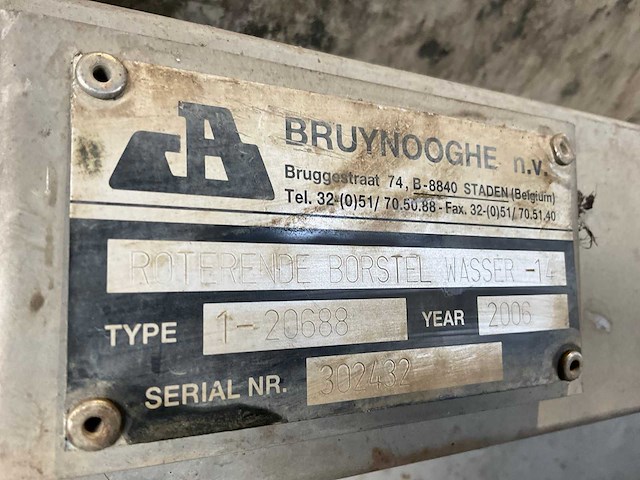 B
BRUYNOOGHE n.v.
Bruggestraat 74, B-8840 STADEN (Belgium)
Tel. 32-(0)51/ 70.50.88 - Fax. 32-(0)51/ 70.51.40
ROTERENDE BORSTEL WASSER -14
TYPE 1-20688 YEAR 2006
SERIAL NR. 302432